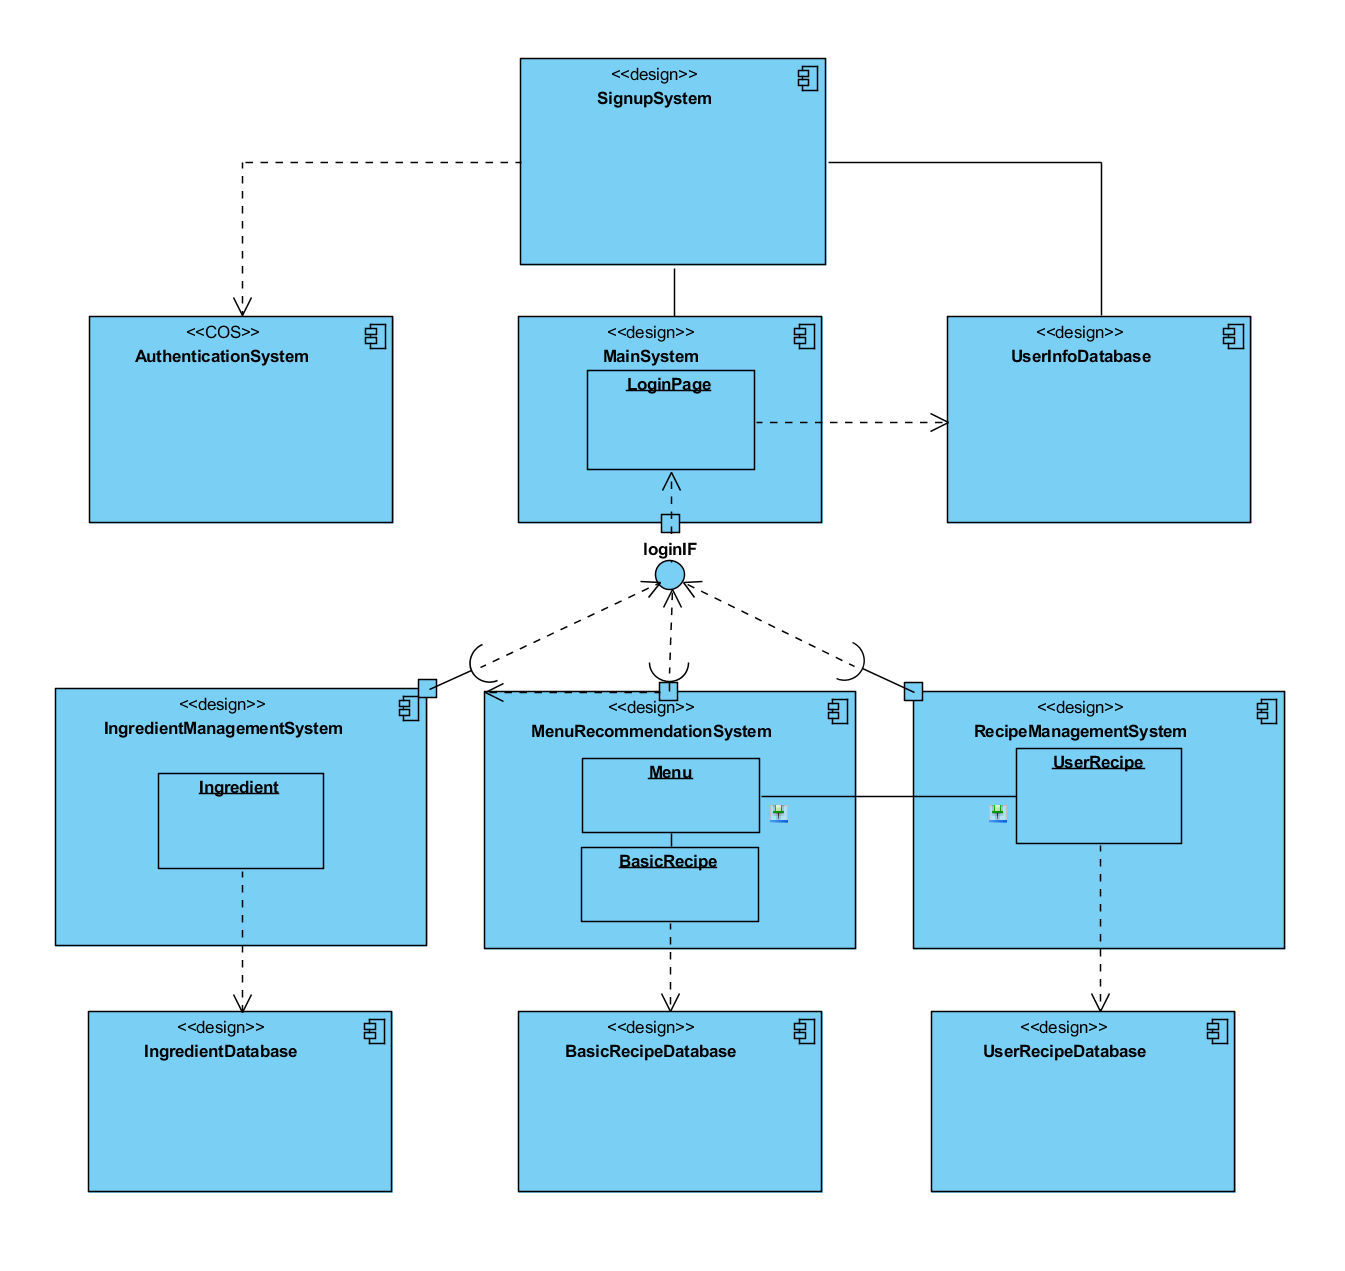 <<design>>
SignupSystem
<<COS>>
AuthenticationSystem
<<design>>
MainSystem
LoginPage
<<design>>
UserInfoDatabase
loginIF
<<design>>
IngredientManagementSystem
Ingredient
<<design>>
MenuRecommendationSystem
Menu
BasicRecipe
<<design>>
RecipeManagementSystem
UserRecipe
<<design>>
IngredientDatabase
<<design>>
BasicRecipeDatabase
<<design>>
UserRecipeDatabase